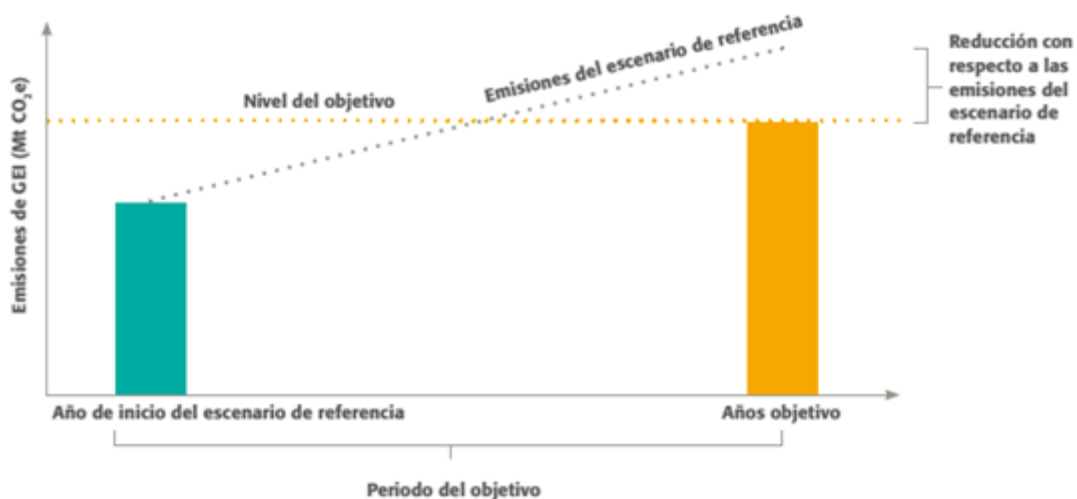 Emisiones de GEI (Mt CO₂e)
Nivel del objetivo
Emisiones del escenario de referencia
Reducción con
respecto a las
emisiones del
escenario de
referencia
Año de inicio del escenario de referencia
Años objetivo
Periodo del objetivo